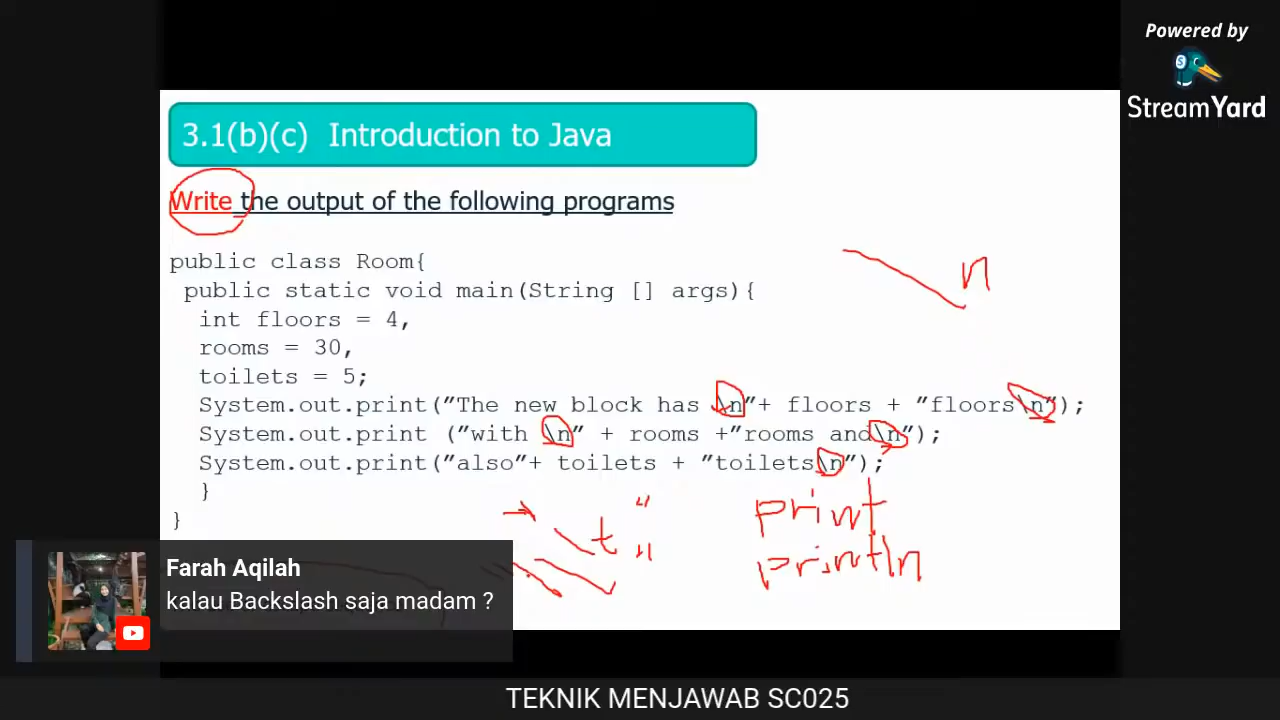 Powered by
StreamYard
3.1(b)(c) Introduction to Java
Write the output of the following programs
public class Room{
public static void main(String [] args){
int floors = 4,
rooms = 30,
toilets = 5;
System.out.print(”The new block has \n”+ floors + ”floors\n”);
System.out.print (”with \n” + rooms +”rooms and\n”);
System.out.print(”also”+ toilets + ”toilets\n”);
}
}
\n
\t
" "
\\
print
println
Farah Aqilah
kalau Backslash saja madam ?
TEKNIK MENJAWAB SC025